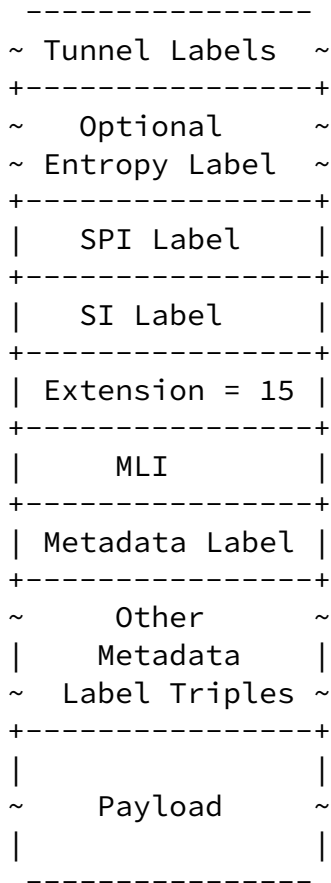 Tunnel Labels
Optional
Entropy Label
SPI Label
SI Label
Extension = 15
MLI
Metadata Label
Other
Metadata
Label Triples
Payload